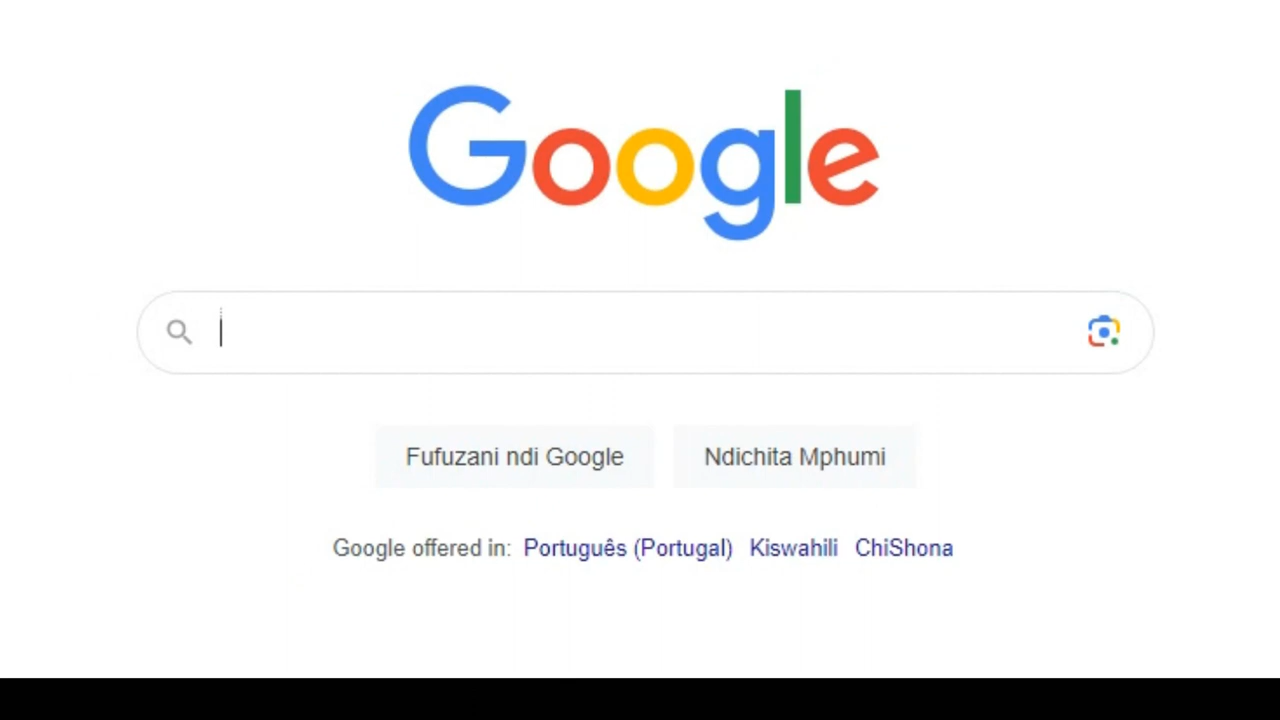 Google
Fufuzani ndi Google
Ndichita Mphumi
Google offered in: Português (Portugal) Kiswahili ChiShona